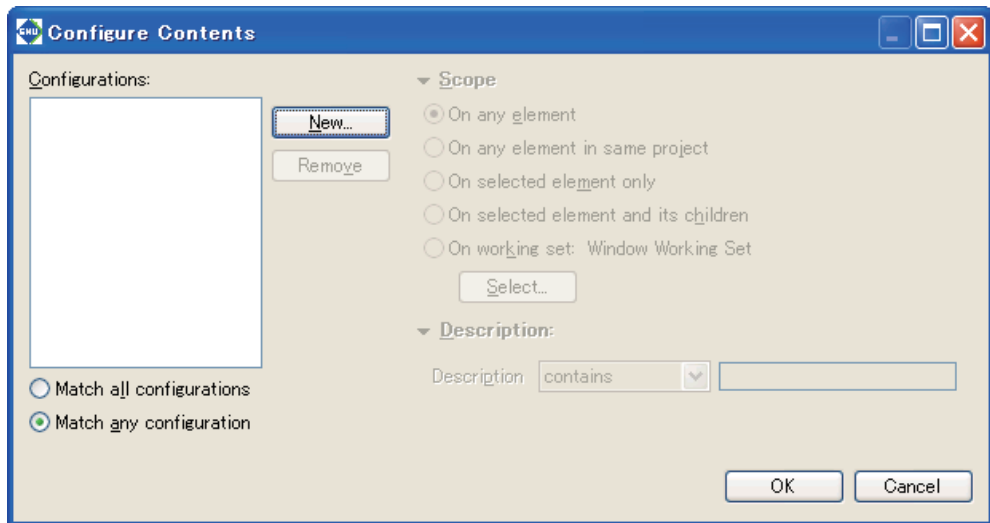 GNU Configure Contents
Configurations:
New...
Remove
Match all configurations
Match any configuration
Scope
On any element
On any element in same project
On selected element only
On selected element and its children
On working set: Window Working Set
Select...
Description:
Description contains
OK Cancel